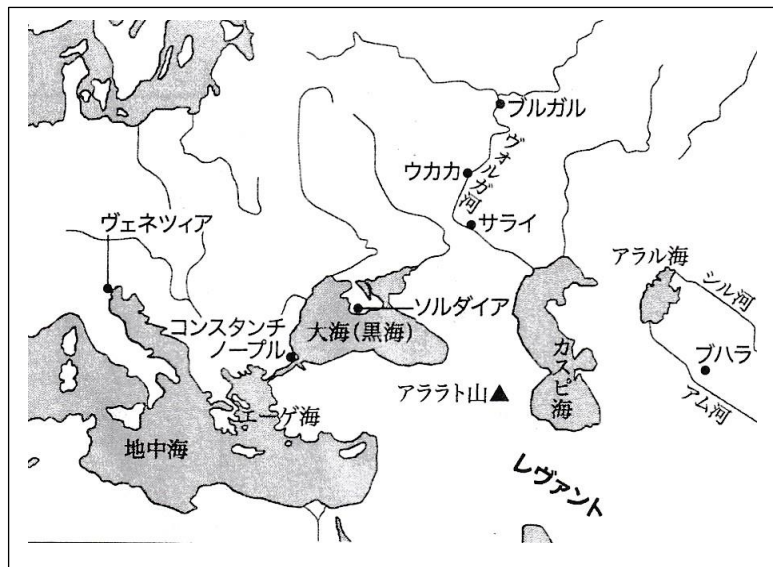 ブルガル
ヴォルガ河
ウカカ
サライ
ヴェネツィア
アラル海
シル河
ソルダイア
コンスタンチ
ノープル
大海(黒海)
カスピ海
ブハラ
アララト山
アム河
エーゲ海
地中海
レヴァント